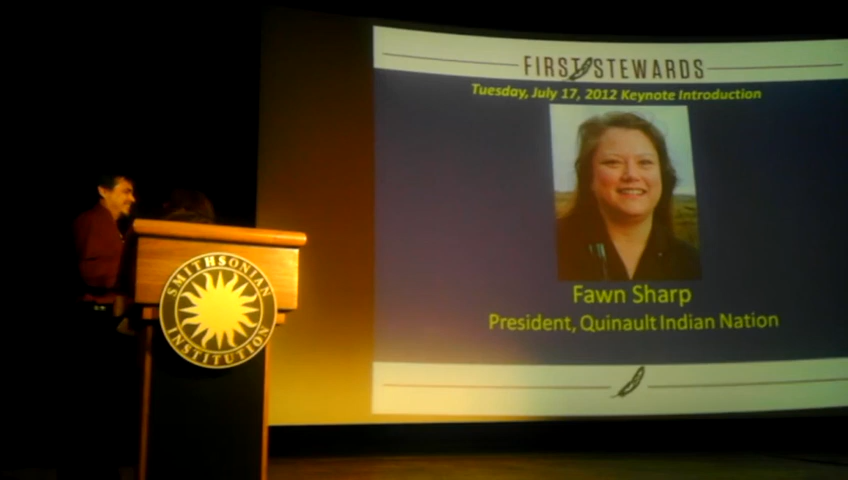 FIRST STEWARDS
Tuesday, July 17, 2012 Keynote Introduction
Fawn Sharp
President, Quinault Indian Nation
SMITHSONIAN
INSTITUTION